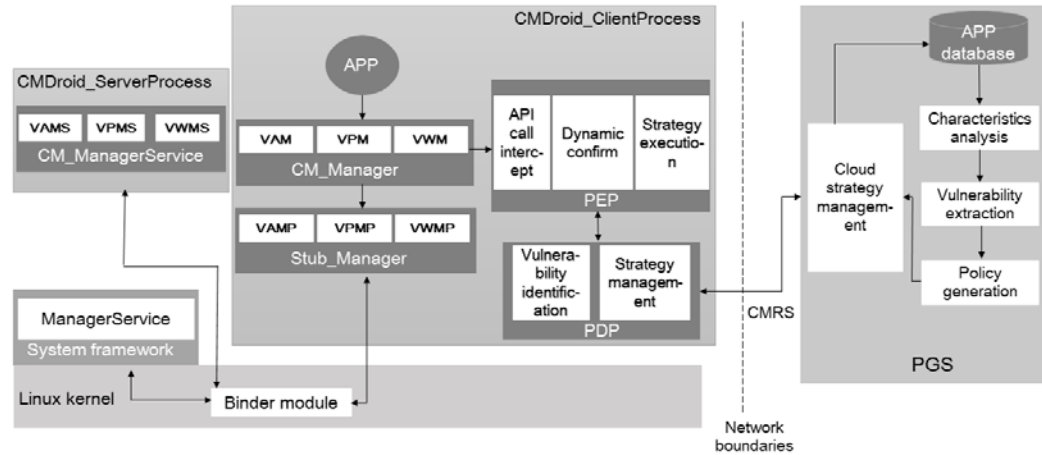 CMDroid_ServerProcess
VAMS VPMS VWMS
CM_ManagerService
ManagerService
System framework
Linux kernel
Binder module
CMDroid_ClientProcess
APP
VAM VPM VWM
CM_Manager
VAMP VPMP VWMP
Stub_Manager
API
call
interc-
ept
Dynamic
confirm
Strategy
executio-
n
PEP
Vulnera-
bility
identific-
ation
Strategy
managem-
ent
PDP
CMRS
Network
boundaries
APP
database
Characteristics
analysis
Vulnerability
extraction
Policy
generation
Cloud
strategy
managem-
ent
PGS